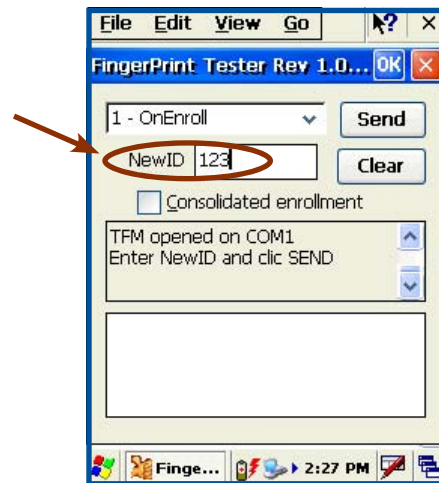 File Edit View Go ? ×
FingerPrint Tester Rev 1.0... OK ×
1 - OnEnroll Send
NewID 123 Clear
Consolidated enrollment
TFM opened on COM1
Enter NewID and clic SEND
Finge... 2:27 PM